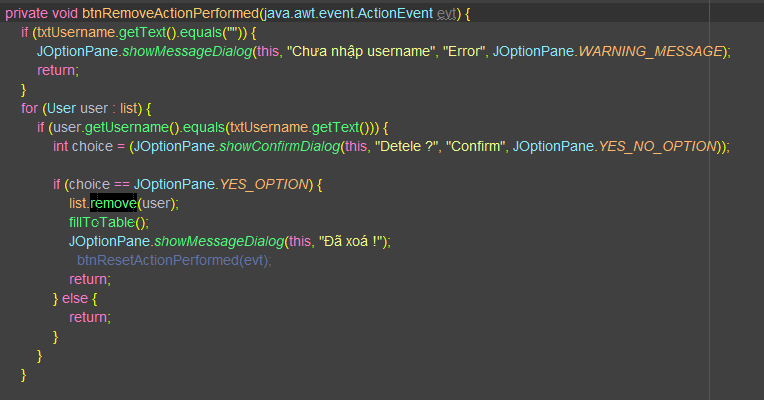 private void btnRemoveActionPerformed(java.awt.event.ActionEvent evt) {
if (txtUsername.getText().equals("")) {
JOptionPane.showMessageDialog(this, "Chưa nhập username", "Error", JOptionPane.WARNING_MESSAGE);
return;
}
for (User user : list) {
if (user.getUsername().equals(txtUsername.getText())) {
int choice = (JOptionPane.showConfirmDialog(this, "Detele ?", "Confirm", JOptionPane.YES_NO_OPTION));
if (choice == JOptionPane.YES_OPTION) {
list.remove(user);
fillToTable();
JOptionPane.showMessageDialog(this, "Đã xoá !");
btnResetActionPerformed(evt);
return;
} else {
return;
}
}
}